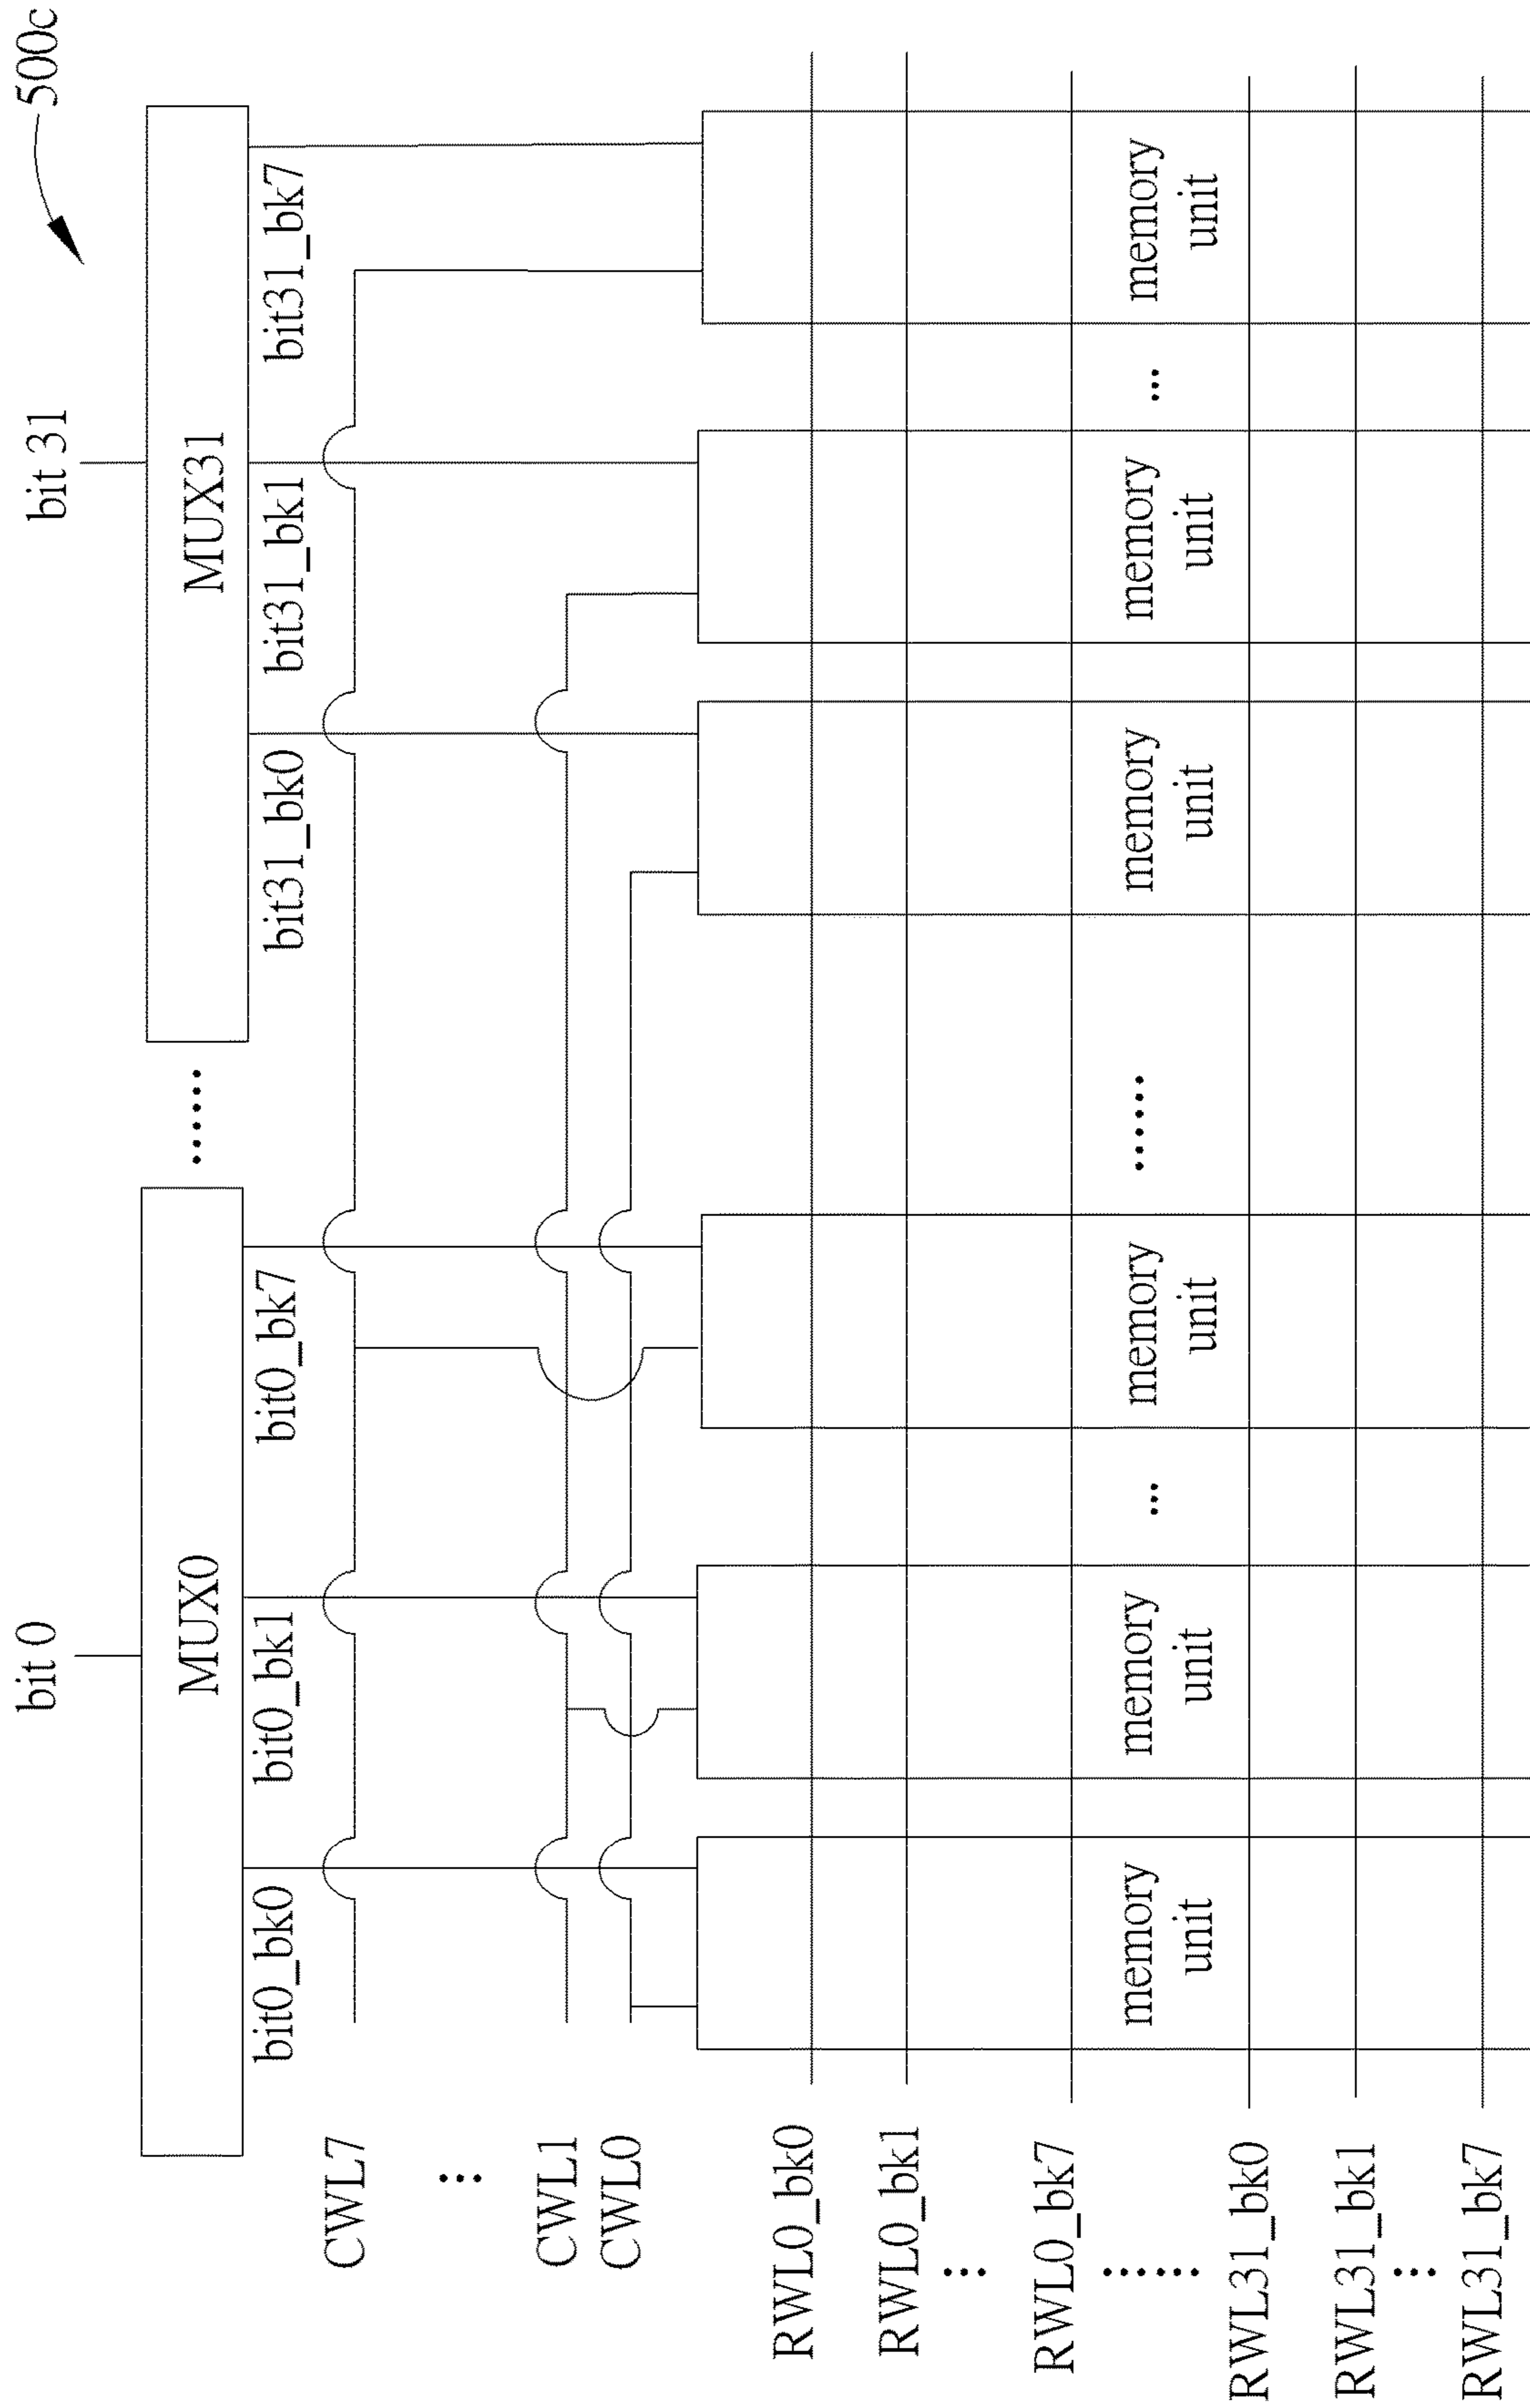 500c
bit 0
bit 31
MUX0
......
MUX31
bit0_bk0
bit0_bk1
bit0_bk7
bit31_bk0
bit31_bk1
bit31_bk7
CWL7
...
CWL1
CWL0
RWL0_bk0
RWL0_bk1
...
RWL0_bk7
......
RWL31_bk0
RWL31_bk1
...
RWL31_bk7
memory
unit
memory
unit
...
memory
unit
......
memory
unit
memory
unit
...
memory
unit